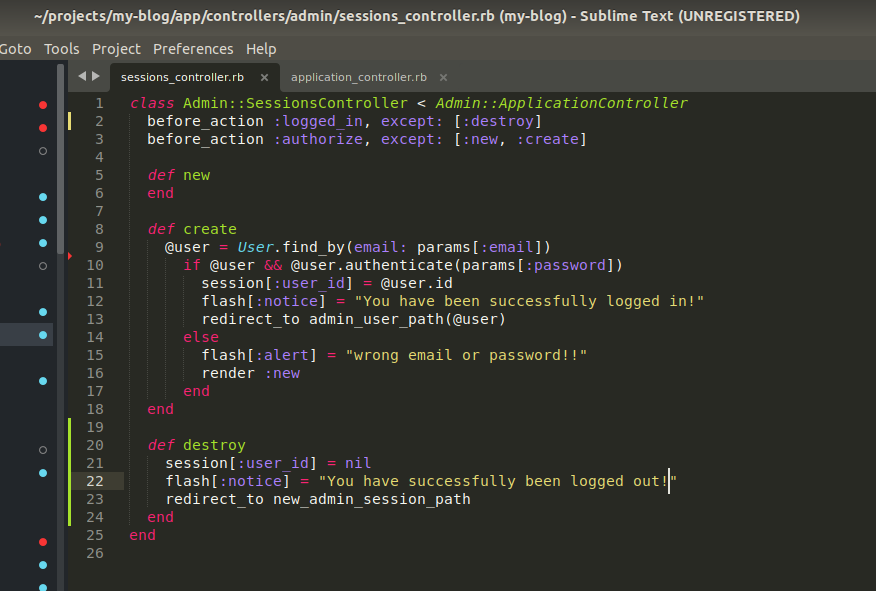 ~/projects/my-blog/app/controllers/admin/sessions_controller.rb (my-blog) - Sublime Text (UNREGISTERED)
Goto Tools Project Preferences Help
sessions_controller.rb × application_controller.rb ×
1 class Admin::SessionsController < Admin::ApplicationController
2   before_action :logged_in, except: [:destroy]
3   before_action :authorize, except: [:new, :create]
4
5   def new
6   end
7
8   def create
9     @user = User.find_by(email: params[:email])
10       if @user && @user.authenticate(params[:password])
11         session[:user_id] = @user.id
12         flash[:notice] = "You have been successfully logged in!"
13         redirect_to admin_user_path(@user)
14       else
15         flash[:alert] = "wrong email or password!!"
16         render :new
17       end
18   end
19
20   def destroy
21     session[:user_id] = nil
22     flash[:notice] = "You have successfully been logged out!"
23     redirect_to new_admin_session_path
24   end
25 end
26